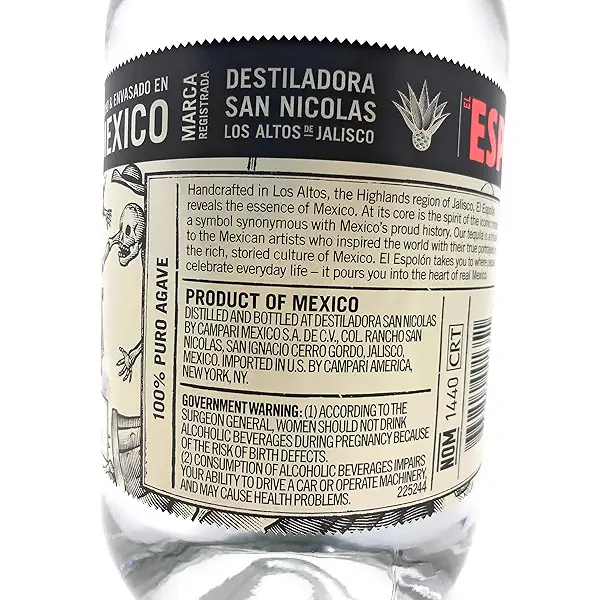 A ENVASADO EN
EXICO
MARCA
REGISTRADA
DESTILADORA
SAN NICOLAS
LOS ALTOS DE JALISCO
EL
ESP
Handcrafted in Los Altos, the Highlands region of Jalisco, El Espolòn
reveals the essence of Mexico. At its core is the spirit of the iconic
a symbol synonymous with Mexico's proud history. Our tequila is
to the Mexican artists who inspired the world with their true
the rich, storied culture of Mexico. El Espolòn takes you to where
celebrate everyday life – it pours you into the heart of real Mexico.
100% PURO AGAVE
PRODUCT OF MEXICO
DISTILLED AND BOTTLED AT DESTILADORA SAN NICOLAS
BY CAMPARI MEXICO S.A. DE C.V., COL. RANCHO SAN
NICOLAS, SAN IGNACIO CERRO GORDO, JALISCO,
MEXICO. IMPORTED IN U.S. BY CAMPARI AMERICA,
NEW YORK, NY.
GOVERNMENT WARNING: (1) ACCORDING TO THE
SURGEON GENERAL, WOMEN SHOULD NOT DRINK
ALCOHOLIC BEVERAGES DURING PREGNANCY BECAUSE
OF THE RISK OF BIRTH DEFECTS.
(2) CONSUMPTION OF ALCOHOLIC BEVERAGES IMPAIRS
YOUR ABILITY TO DRIVE A CAR OR OPERATE MACHINERY,
AND MAY CAUSE HEALTH PROBLEMS.
225244
NOM 1440 CRT